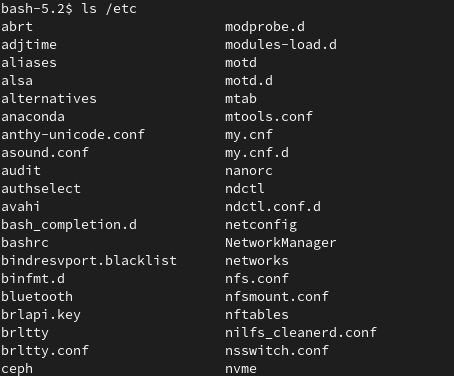 bash-5.2$ ls /etc
abrt modprobe.d
adjtime modules-load.d
aliases motd
alsa motd.d
alternatives mtab
anaconda mtools.conf
anthy-unicode.conf my.cnf
asound.conf my.cnf.d
audit nanorc
authselect ndctl
avahi ndctl.conf.d
bash_completion.d netconfig
bashrc NetworkManager
bindresvport.blacklist networks
binfmt.d nfs.conf
bluetooth nfsmount.conf
brlapi.key nftables
brltty nilfs_cleanerd.conf
brltty.conf nsswitch.conf
ceph nvme